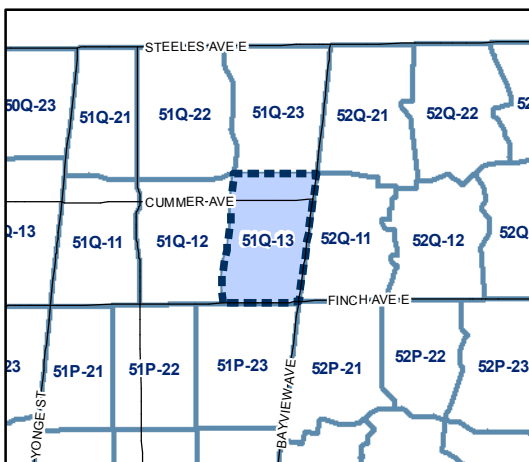 STEELES AVE E
50Q-23
51Q-21
51Q-22
51Q-23
52Q-21
52Q-22
52
CUMMER AVE
Q-13
51Q-11
51Q-12
51Q-13
52Q-11
52Q-12
52Q
FINCH AVE E
23
51P-21
51P-22
51P-23
52P-21
52P-22
52P-23
YONGE ST
BAYVIEW AVE